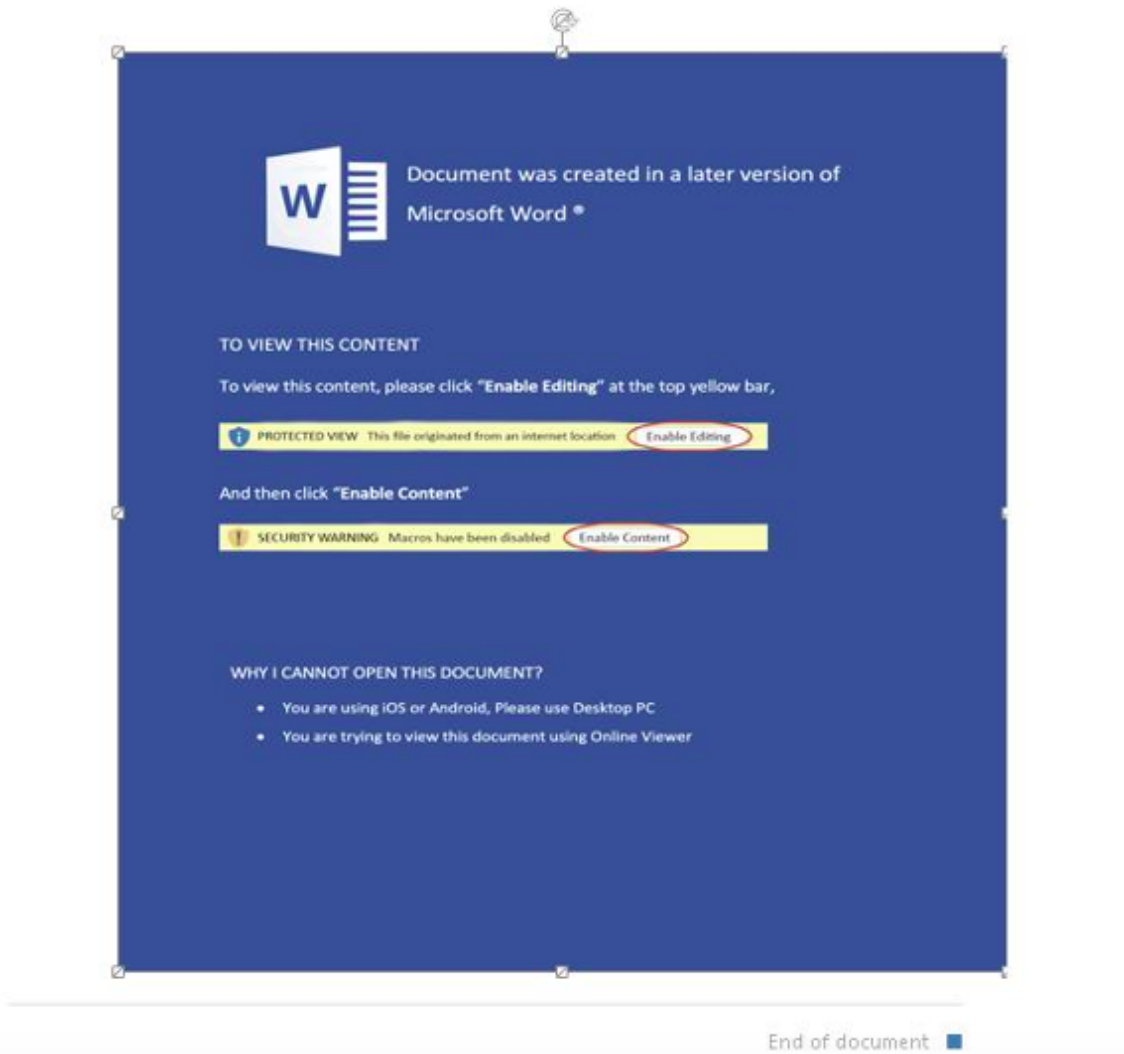 W
Document was created in a later version of
Microsoft Word ®
TO VIEW THIS CONTENT
To view this content, please click "Enable Editing" at the top yellow bar,
PROTECTED VIEW This file originated from an internet location Enable Editing
And then click "Enable Content"
SECURITY WARNING Macros have been disabled Enable Content
WHY I CANNOT OPEN THIS DOCUMENT?
• You are using iOS or Android, Please use Desktop PC
• You are trying to view this document using Online Viewer
End of document